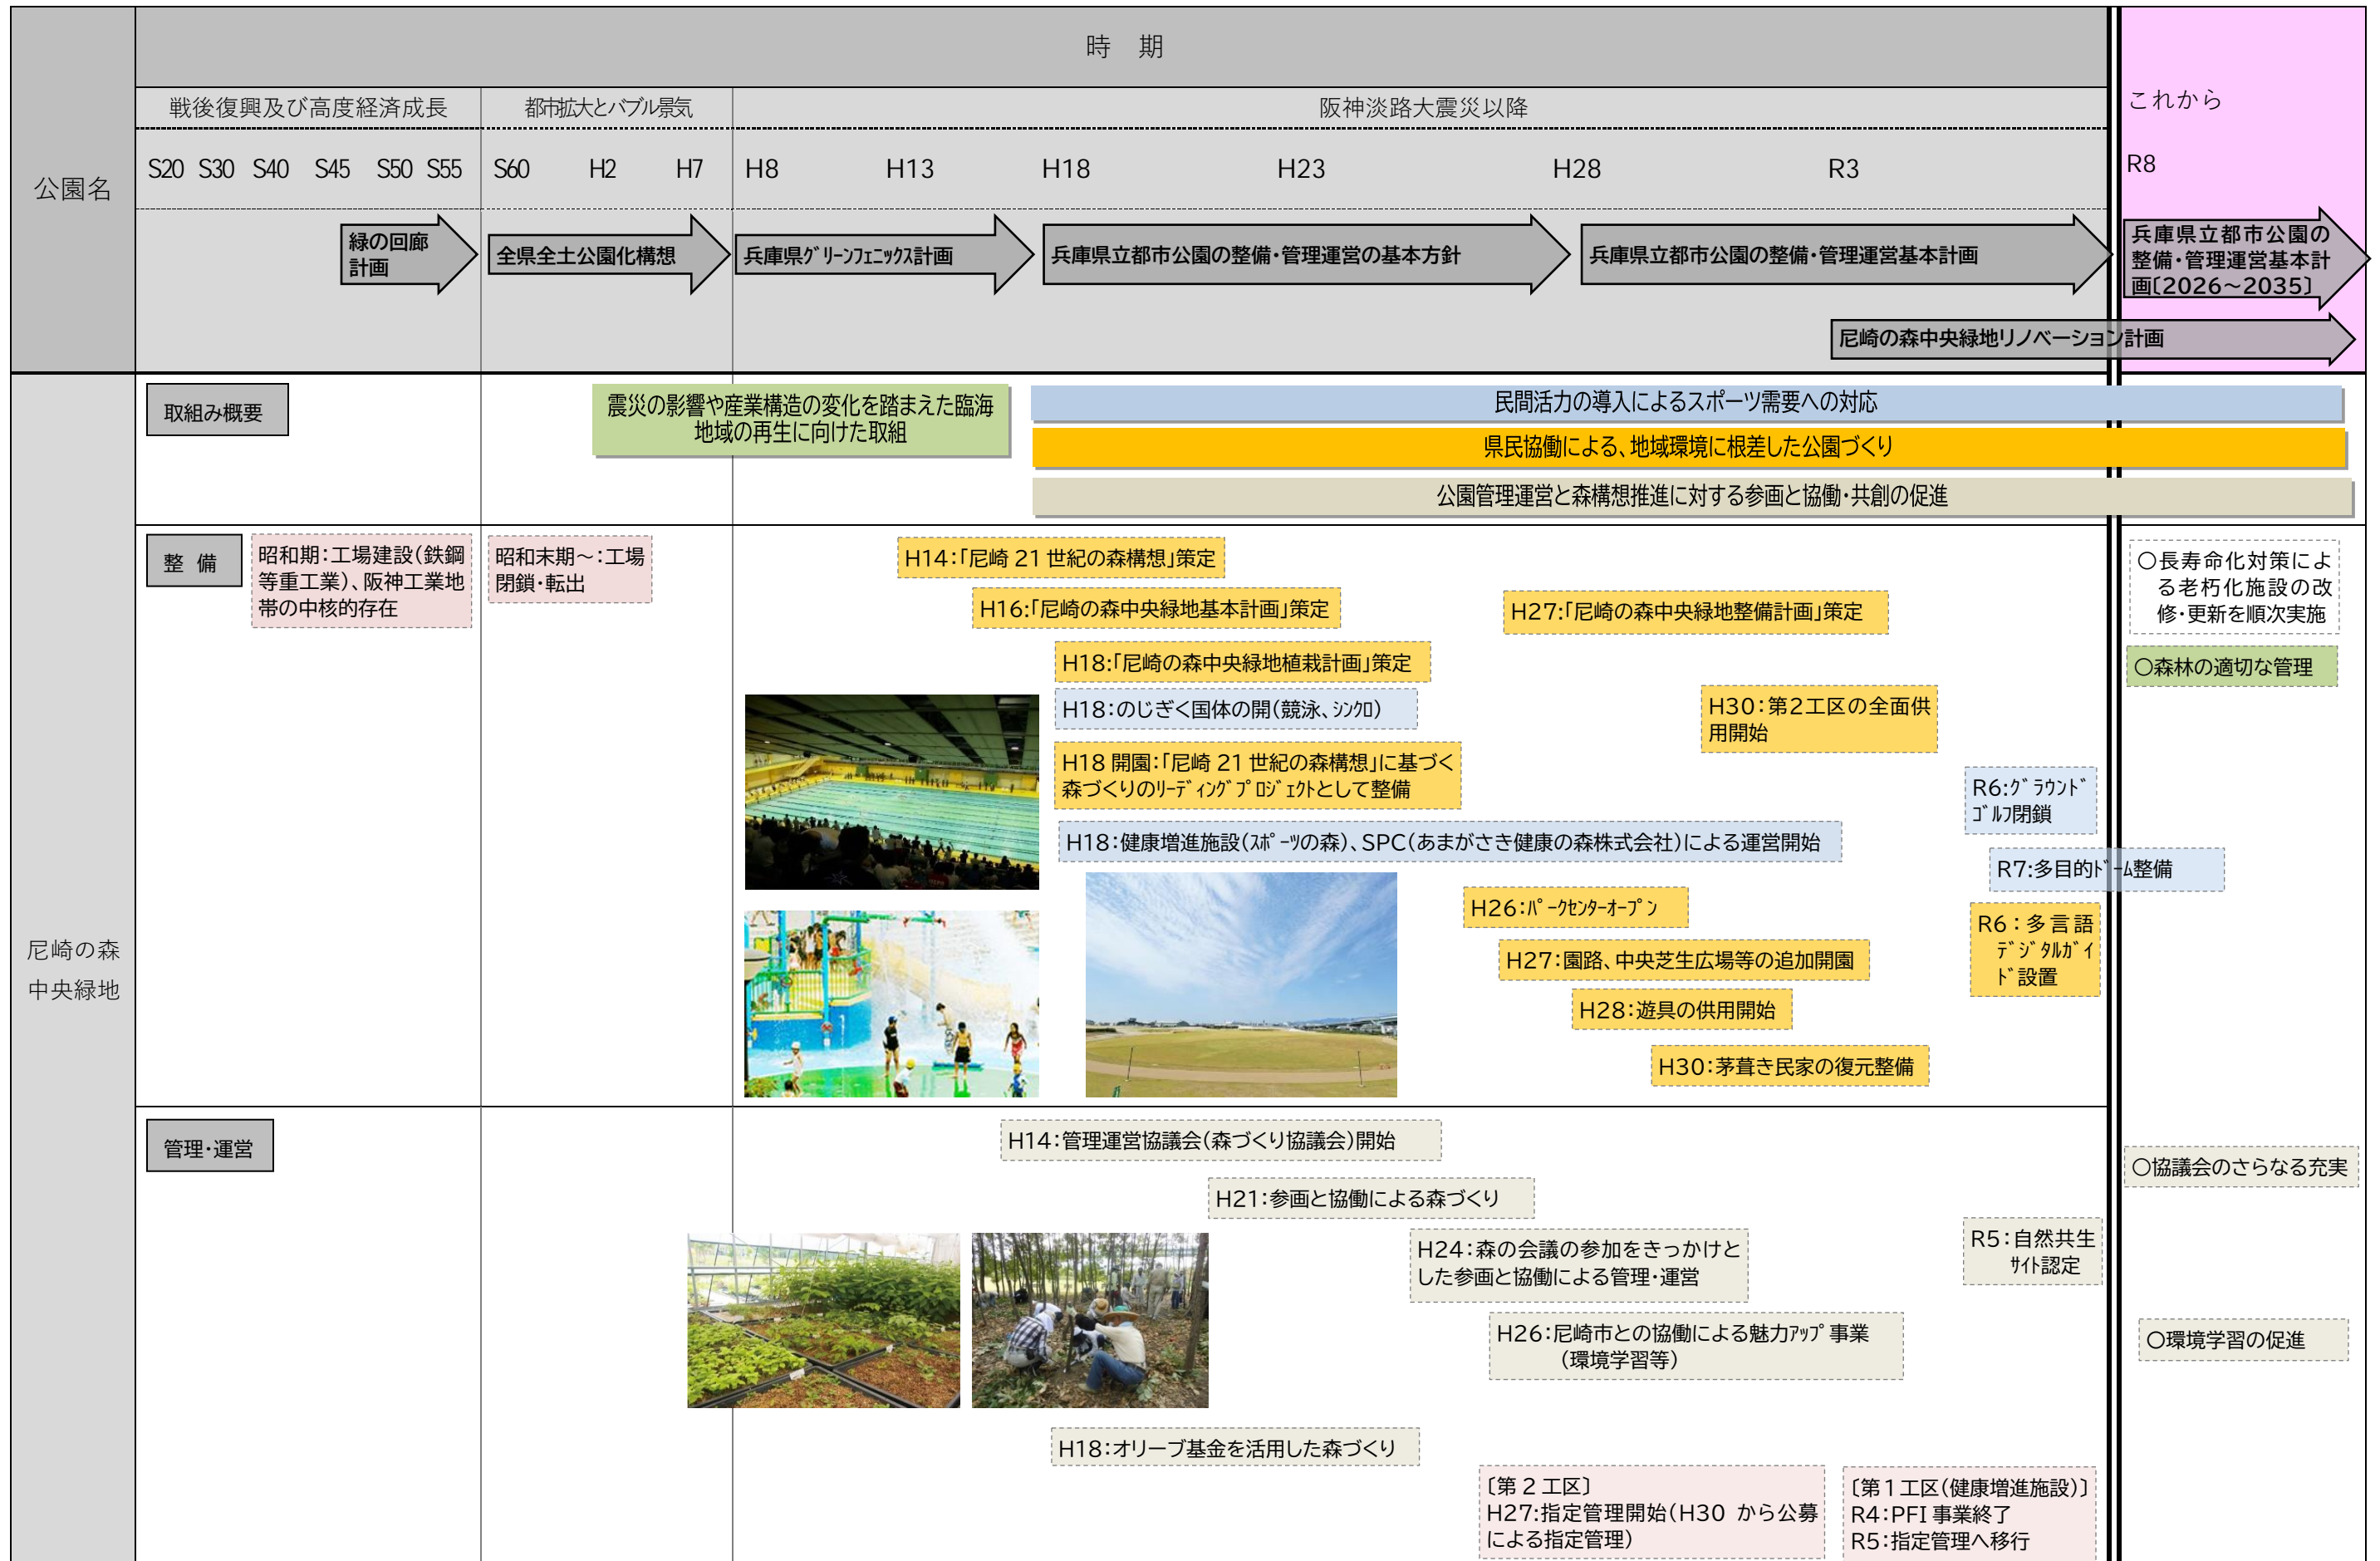 時　期
公園名
戦後復興及び高度経済成長
都市拡大とバブル景気
阪神淡路大震災以降
これから
S20 S30 S40 S45 S50 S55 S60 H2 H7 H8 H13 H18 H23 H28 R3 R8
緑の回廊
計画
全県全土公園化構想
兵庫県ｸﾞﾘｰﾝﾌｪﾆｯｸｽ計画
兵庫県立都市公園の整備・管理運営の基本方針
兵庫県立都市公園の整備・管理運営基本計画
兵庫県立都市公園の
整備・管理運営基本計
画〔2026～2035〕
尼崎の森中央緑地リノベーション計画
尼崎の森
中央緑地
取組み概要
震災の影響や産業構造の変化を踏まえた臨海
地域の再生に向けた取組
民間活力の導入によるスポーツ需要への対応
県民協働による、地域環境に根差した公園づくり
公園管理運営と森構想推進に対する参画と協働・共創の促進
整 備
昭和期：工場建設（鉄鋼
等重工業）、阪神工業地
帯の中核的存在
昭和末期～：工場
閉鎖・転出
H14：「尼崎 21 世紀の森構想」策定
H16：「尼崎の森中央緑地基本計画」策定
H27：「尼崎の森中央緑地整備計画」策定
H18：「尼崎の森中央緑地植栽計画」策定
H18：のじぎく国体の開（競泳、ｼﾝｸﾛ）
H30：第２工区の全面供
用開始
H18 開園：「尼崎 21 世紀の森構想」に基づく
森づくりのﾘｰﾃﾞｨﾝｸﾞﾌﾟﾛｼﾞｪｸﾄとして整備
R6：ｸﾞﾗｳﾝﾄﾞ
ｺﾞﾙﾌ閉鎖
H18：健康増進施設（ｽﾎﾟｰﾂの森）、SPC（あまがさき健康の森株式会社）による運営開始
R7：多目的ﾄﾞｰﾑ整備
H26：ﾊﾟｰｸｾﾝﾀｰｵｰﾌﾟﾝ
R6：多言語
ﾃﾞｼﾞﾀﾙｶﾞｲ
ﾄﾞ設置
H27：園路、中央芝生広場等の追加開園
H28：遊具の供用開始
H30：茅葺き民家の復元整備
○長寿命化対策によ
る老朽化施設の改
修・更新を順次実施
○森林の適切な管理
管理・運営
H14：管理運営協議会（森づくり協議会）開始
H21：参画と協働による森づくり
H24：森の会議の参加をきっかけと
した参画と協働による管理・運営
R5：自然共生
ｻｲﾄ認定
H26：尼崎市との協働による魅力ｱｯﾌﾟ事業
（環境学習等）
H18：オリーブ基金を活用した森づくり
〔第 2 工区〕
H27：指定管理開始（H30 から公募
による指定管理）
〔第１工区（健康増進施設）〕
R4：PFI 事業終了
R5：指定管理へ移行
○協議会のさらなる充実
○環境学習の促進